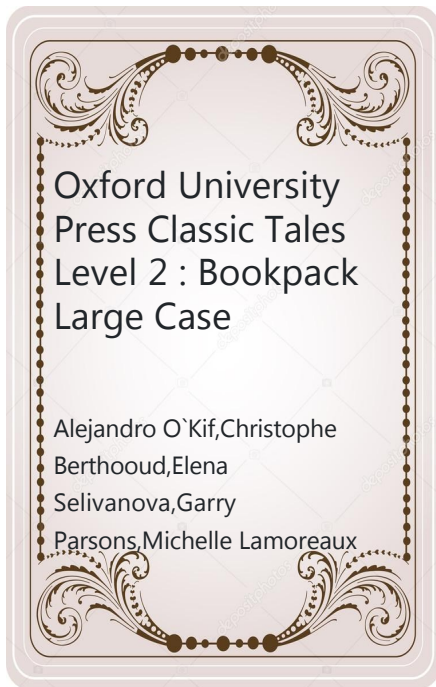 Oxford University
Press Classic Tales
Level 2 : Bookpack
Large Case
Alejandro O`Kif,Christophe
Berthooud,Elena
Selivanova,Garry
Parsons,Michelle Lamoreaux